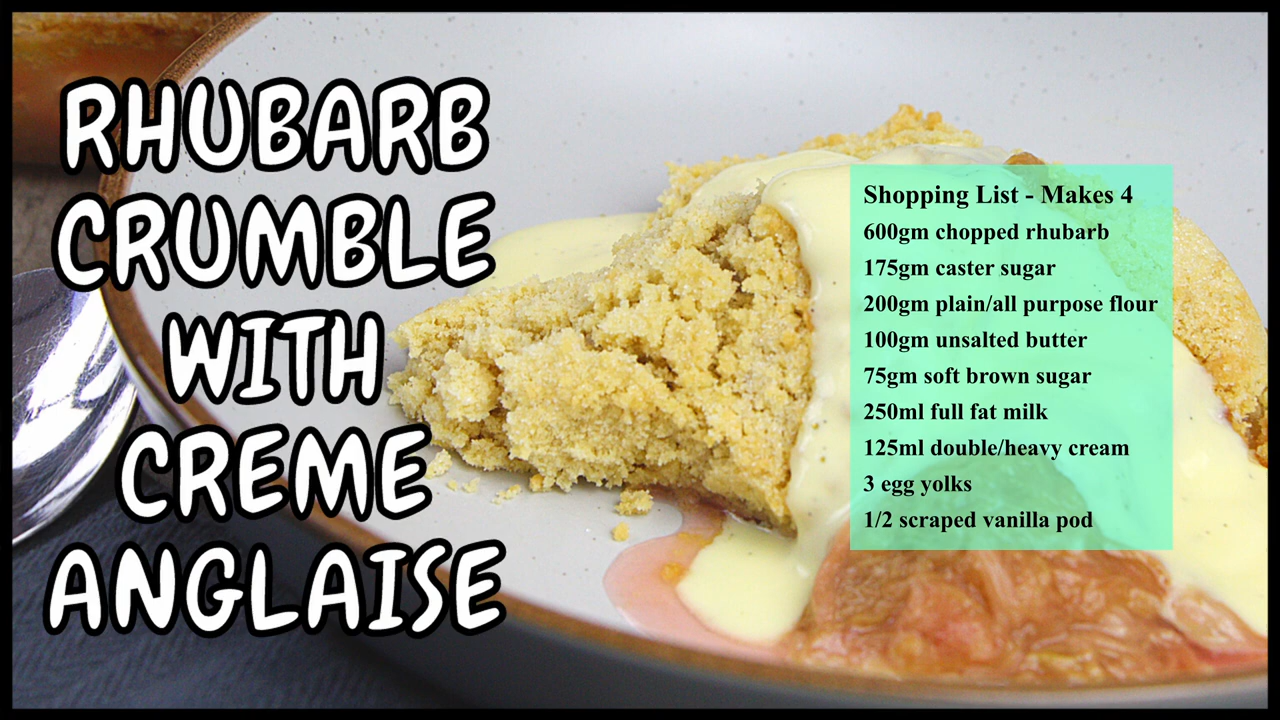 RHUBARB
CRUMBLE
WITH
CREME
ANGLAISE
Shopping List - Makes 4
600gm chopped rhubarb
175gm caster sugar
200gm plain/all purpose flour
100gm unsalted butter
75gm soft brown sugar
250ml full fat milk
125ml double/heavy cream
3 egg yolks
1/2 scraped vanilla pod